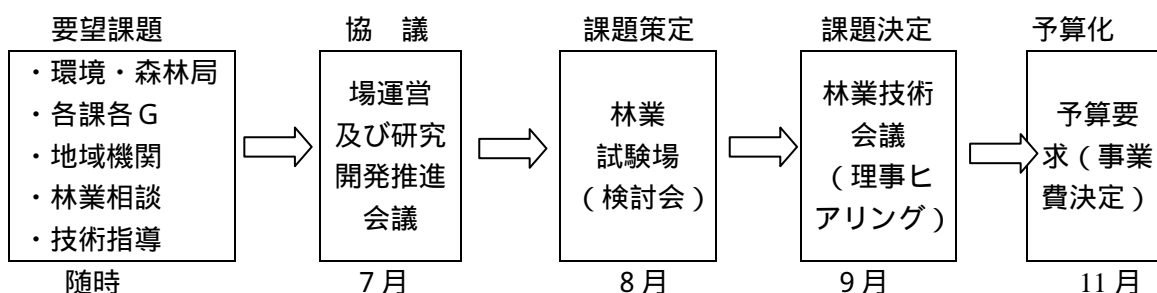 要望課題
・環境・森林局
・各課各G
・地域機関
・林業相談
・技術指導
随時
協　議
場運営
及び研究
開発推進
会議
7月
課題策定
林業
試験場
（検討会）
8月
課題決定
林業技術
会議
（理事ヒ
アリング）
9月
予算化
予算要
求（事業
費決定）
11月